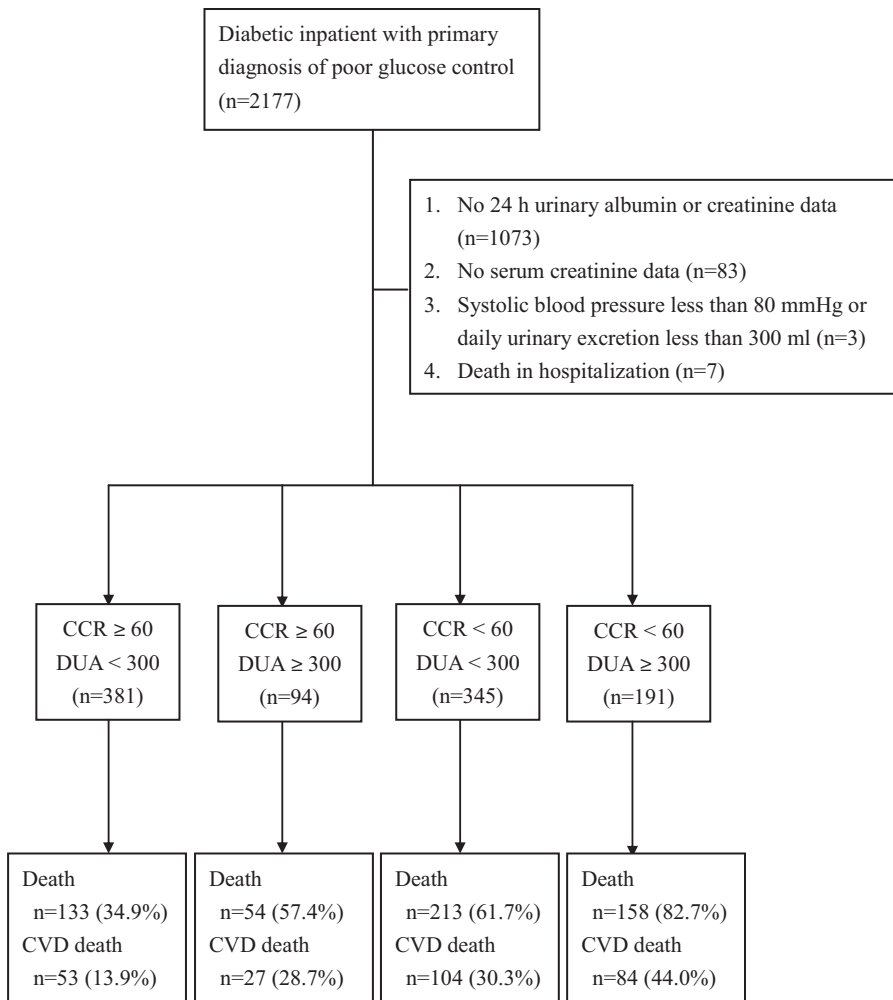 Diabetic inpatient with primary
diagnosis of poor glucose control
(n=2177)
1. No 24 h urinary albumin or creatinine data
(n=1073)
2. No serum creatinine data (n=83)
3. Systolic blood pressure less than 80 mmHg or
daily urinary excretion less than 300 ml (n=3)
4. Death in hospitalization (n=7)
CCR ≥ 60
DUA < 300
(n=381)
CCR ≥ 60
DUA ≥ 300
(n=94)
CCR < 60
DUA < 300
(n=345)
CCR < 60
DUA ≥ 300
(n=191)
Death
n=133 (34.9%)
CVD death
n=53 (13.9%)
Death
n=54 (57.4%)
CVD death
n=27 (28.7%)
Death
n=213 (61.7%)
CVD death
n=104 (30.3%)
Death
n=158 (82.7%)
CVD death
n=84 (44.0%)